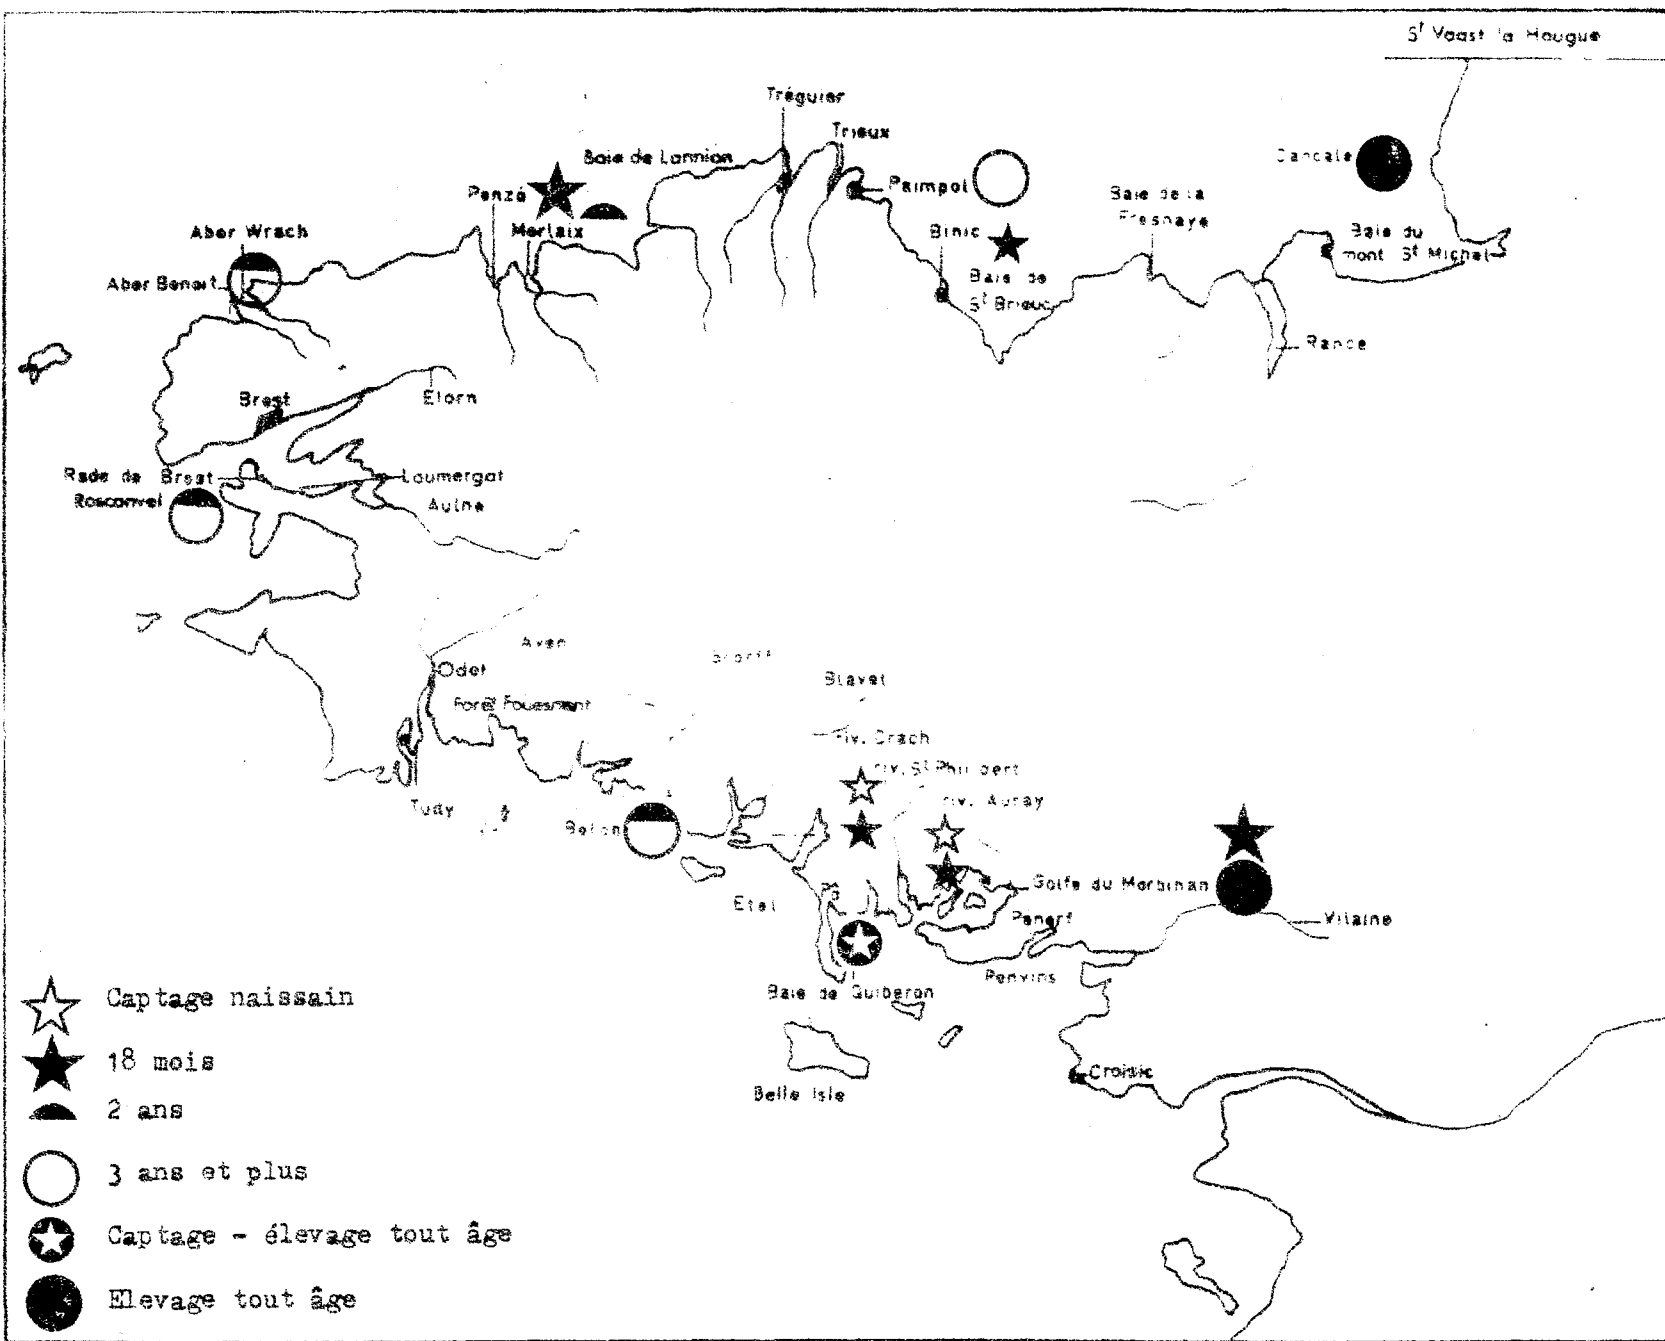 St Vaast la Hougue
Tréguier
Trieux
Baie de Lannion
Cancale
Penzé
Paimpol
Baie de la
Fresnaye
Aber Wrach
Morlaix
Binic
Baie du
mont St Michel
Aber Benoit
Baie de
St Brieuc
Rance
Brest
Elorn
Rade de Brest
Loumergat
Rosconvel
Aulne
Aven
Scorff
Odet
Blavet
Foret Fouesnant
riv. Crach
riv. St Philibert
riv. Auray
Tudy
Belon
Golfe du Morbihan
Etel
Penerf
Vilaine
Penvins
Baie de Quiberon
Croisic
Belle Isle
Captage naissain
18 mois
2 ans
3 ans et plus
Captage - élevage tout âge
Elevage tout âge